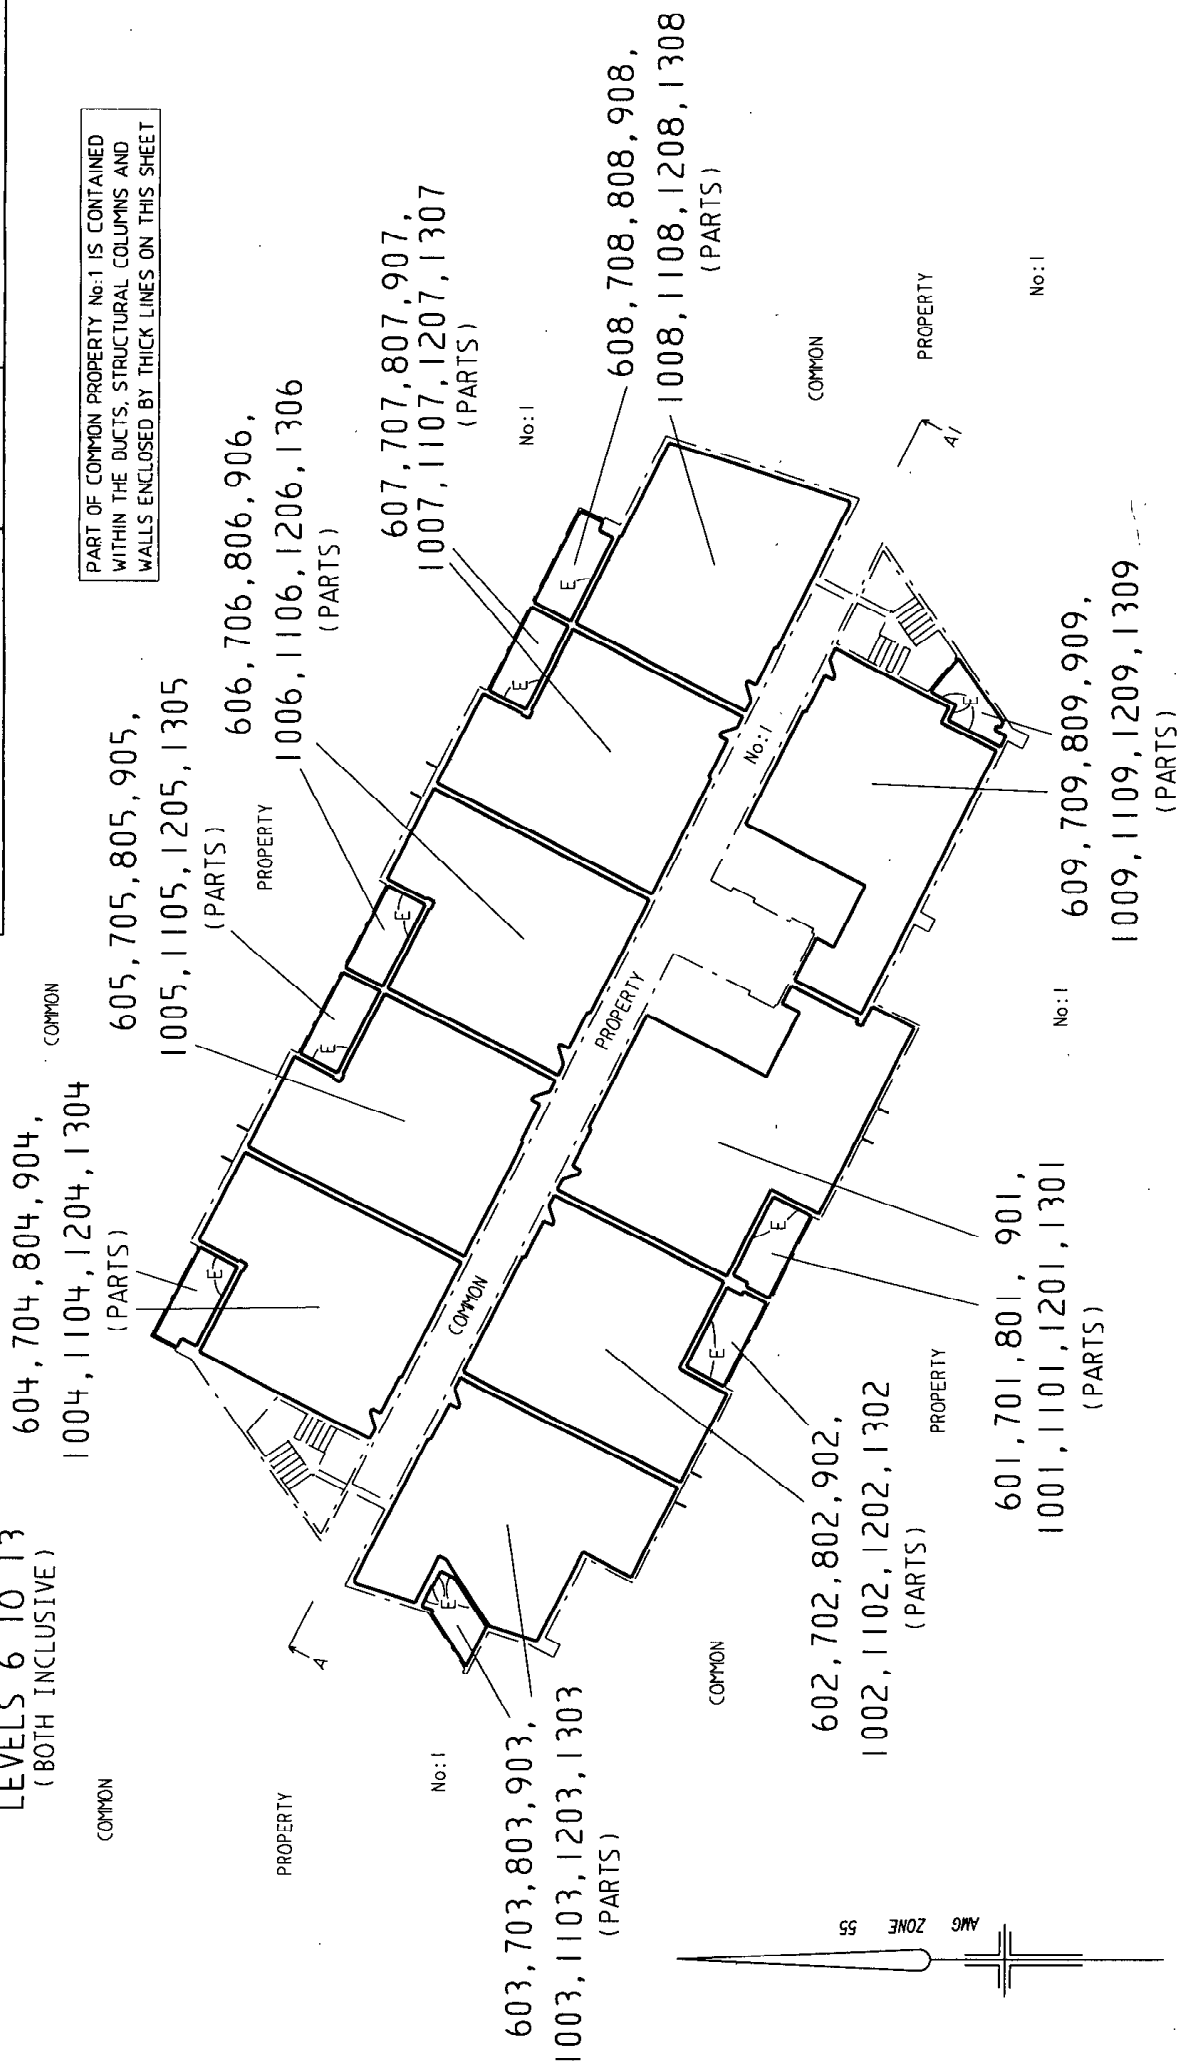 LEVELS 6 TO 13
(BOTH INCLUSIVE)
PART OF COMMON PROPERTY No:1 IS CONTAINED
WITHIN THE DUCTS, STRUCTURAL COLUMNS AND
WALLS ENCLOSED BY THICK LINES ON THIS SHEET
604,704,804,904,
1004,1104,1204,1304
(PARTS)
COMMON
605,705,805,905,
1005,1105,1205,1305
(PARTS)
PROPERTY
606,706,806,906,
1006,1106,1206,1306
(PARTS)
607,707,807,907,
1007,1107,1207,1307
(PARTS)
No:1
608,708,808,908,
1008,1108,1208,1308
(PARTS)
COMMON
PROPERTY
No:1
COMMON
PROPERTY
No:1
E
E
E
E
E
COMMON
PROPERTY
No:1
E
E
E
E
A
A1
603,703,803,903,
1003,1103,1203,1303
(PARTS)
COMMON
602,702,802,902,
1002,1102,1202,1302
(PARTS)
PROPERTY
601,701,801, 901,
1001,1101,1201,1301
(PARTS)
No:1
609,709,809,909,
1009,1109,1209,1309
(PARTS)
AMG ZONE 55